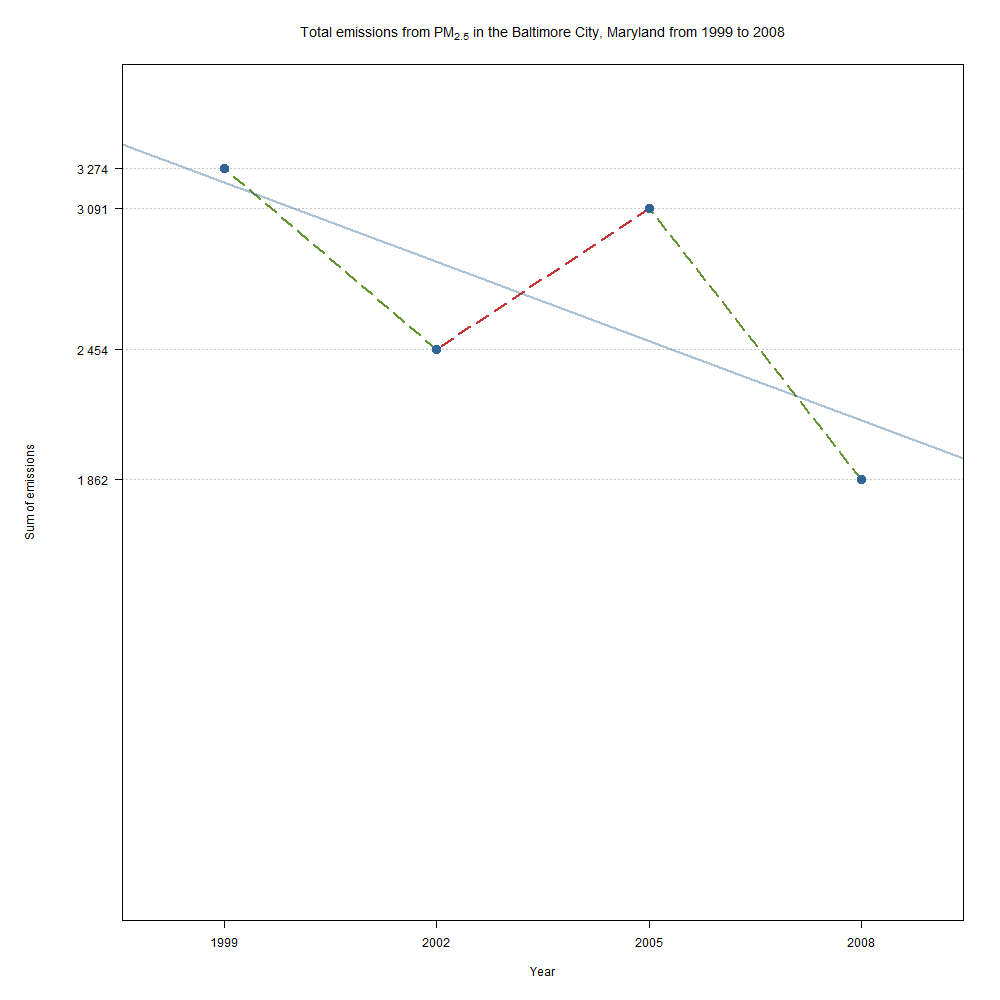 Total emissions from PM2.5 in the Baltimore City, Maryland from 1999 to 2008
3 274
3 091
2 454
1 862
Sum of emissions
1999 2002 2005 2008
Year